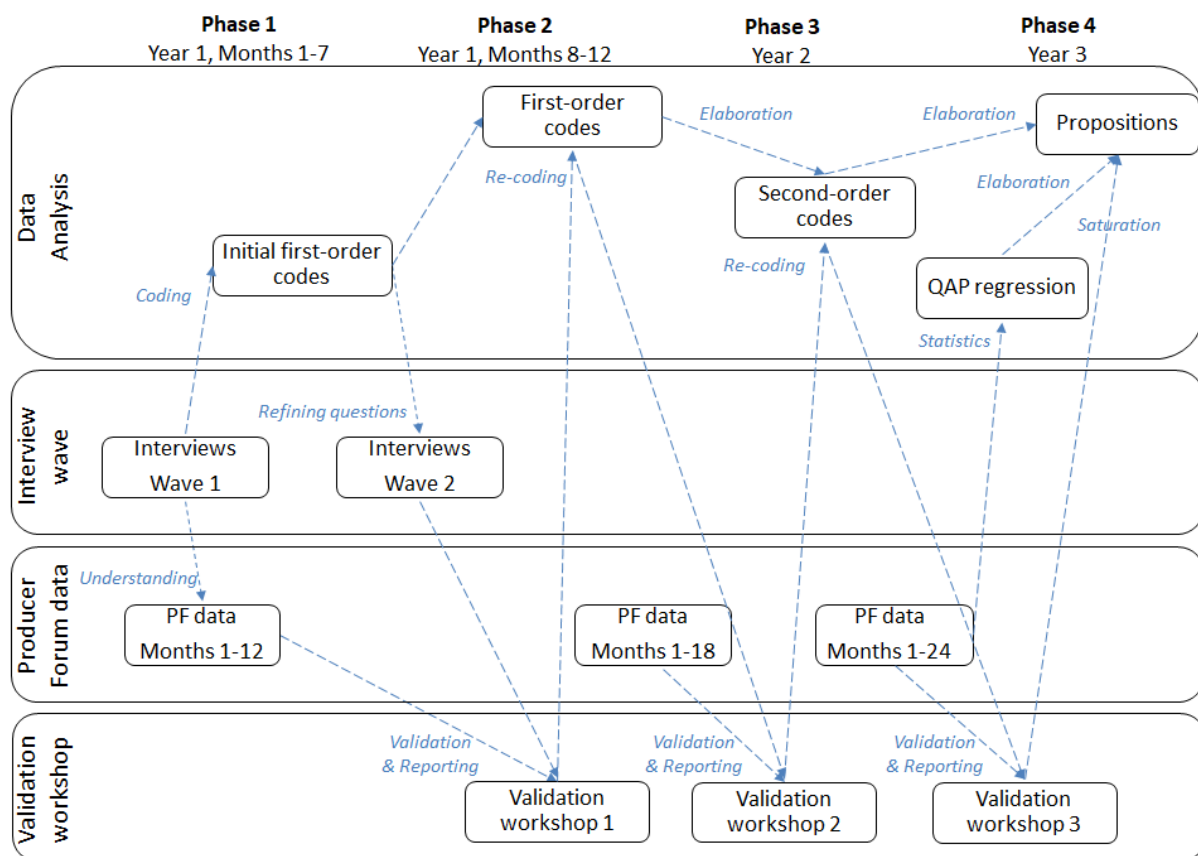 Phase 1
Year 1, Months 1-7
Phase 2
Year 1, Months 8-12
Phase 3
Year 2
Phase 4
Year 3
Data
Analysis
First-order
codes
Elaboration
Elaboration
Propositions
Re-coding
Second-order
codes
Elaboration
Saturation
Initial first-order
codes
Coding
Re-coding
QAP regression
Statistics
Interview
wave
Refining questions
Interviews
Wave 1
Interviews
Wave 2
Producer
Forum data
Understanding
PF data
Months 1-12
PF data
Months 1-18
PF data
Months 1-24
Validation
workshop
Validation
& Reporting
Validation
& Reporting
Validation
& Reporting
Validation
workshop 1
Validation
workshop 2
Validation
workshop 3